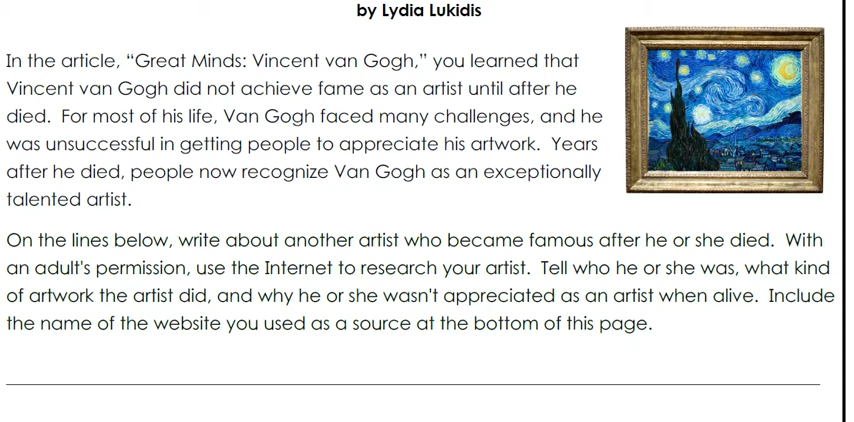 by Lydia Lukidis
In the article, “Great Minds: Vincent van Gogh,” you learned that
Vincent van Gogh did not achieve fame as an artist until after he
died.  For most of his life, Van Gogh faced many challenges, and he
was unsuccessful in getting people to appreciate his artwork.  Years
after he died, people now recognize Van Gogh as an exceptionally
talented artist.
On the lines below, write about another artist who became famous after he or she died.  With
an adult's permission, use the Internet to research your artist.  Tell who he or she was, what kind
of artwork the artist did, and why he or she wasn't appreciated as an artist when alive.  Include
the name of the website you used as a source at the bottom of this page.